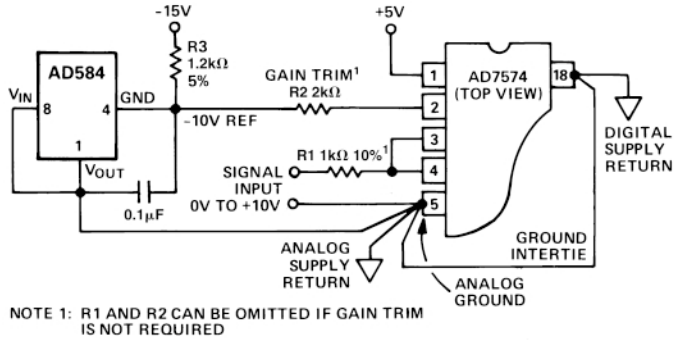 -15V
+5V
R3
1.2kΩ
5%
AD584
V_IN
8
4
GND
1
V_OUT
0.1μF
-10V REF
GAIN TRIM¹
R2 2kΩ
R1 1kΩ 10%¹
SIGNAL
INPUT
0V TO +10V
1
2
3
4
5
AD7574
(TOP VIEW)
18
DIGITAL
SUPPLY
RETURN
GROUND
INTERTIE
ANALOG
SUPPLY
RETURN
ANALOG
GROUND
NOTE 1: R1 AND R2 CAN BE OMITTED IF GAIN TRIM
IS NOT REQUIRED